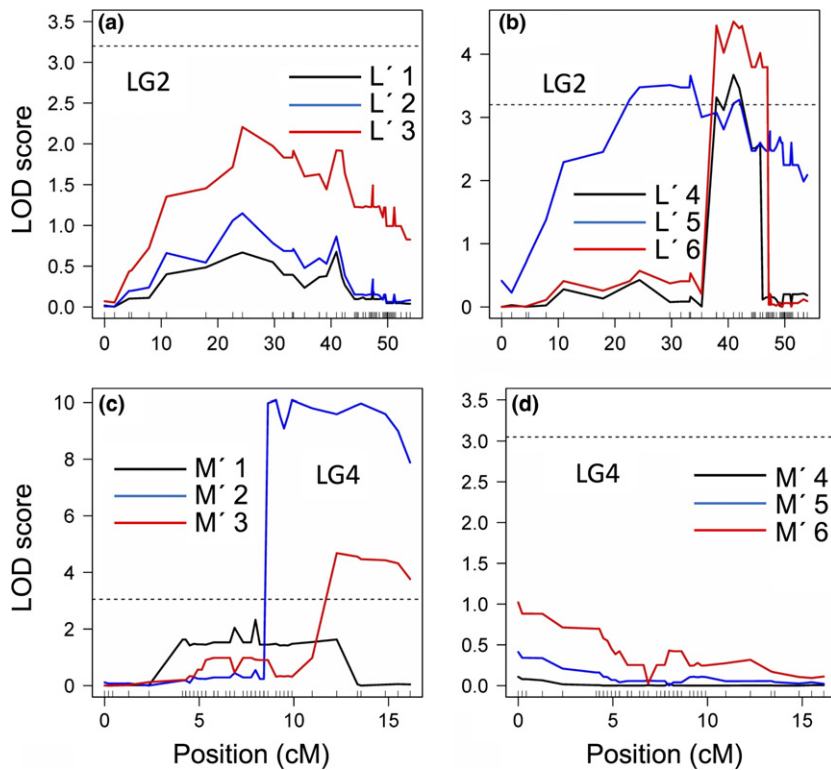 (a)
LG2
L´ 1
L´ 2
L´ 3
LOD score
3.5
3.0
2.5
2.0
1.5
1.0
0.5
0.0
0 10 20 30 40 50
(b)
LG2
L´ 4
L´ 5
L´ 6
4
3
2
1
0
0 10 20 30 40 50
(c)
LG4
M´ 1
M´ 2
M´ 3
LOD score
10
8
6
4
2
0
0 5 10 15
Position (cM)
(d)
LG4
M´ 4
M´ 5
M´ 6
3.5
3.0
2.5
2.0
1.5
1.0
0.5
0.0
0 5 10 15
Position (cM)